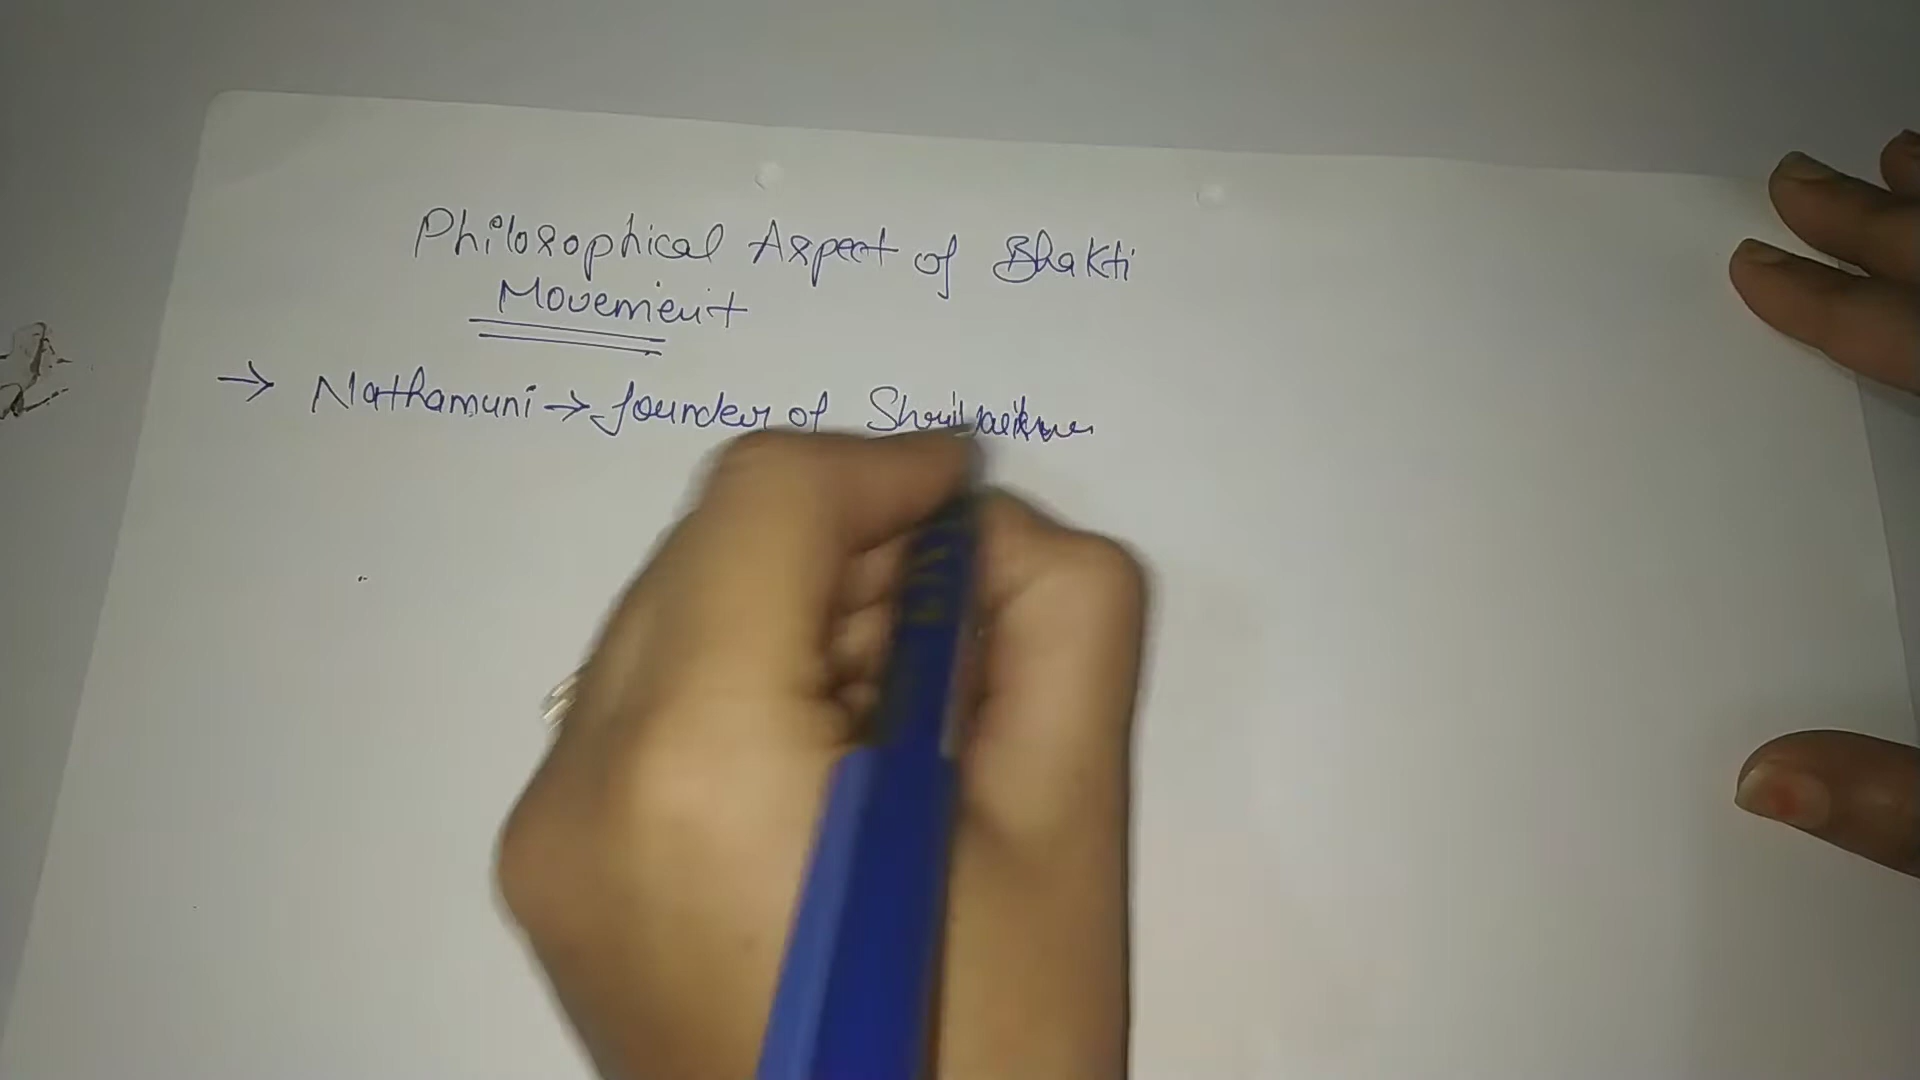 Philosophical Aspect of Bhakti
Movement
→ Nathamuni → founder of